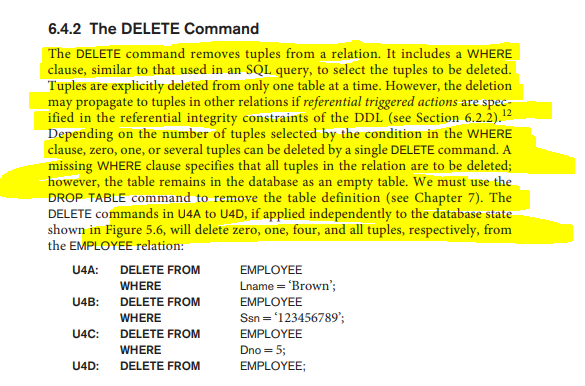 6.4.2 The DELETE Command
The DELETE command removes tuples from a relation. It includes a WHERE
clause, similar to that used in an SQL query, to select the tuples to be deleted.
Tuples are explicitly deleted from only one table at a time. However, the deletion
may propagate to tuples in other relations if referential triggered actions are spec-
ified in the referential integrity constraints of the DDL (see Section 6.2.2).12
Depending on the number of tuples selected by the condition in the WHERE
clause, zero, one, or several tuples can be deleted by a single DELETE command. A
missing WHERE clause specifies that all tuples in the relation are to be deleted;
however, the table remains in the database as an empty table. We must use the
DROP TABLE command to remove the table definition (see Chapter 7). The
DELETE commands in U4A to U4D, if applied independently to the database state
shown in Figure 5.6, will delete zero, one, four, and all tuples, respectively, from
the EMPLOYEE relation:
U4A: DELETE FROM EMPLOYEE
WHERE Lname = ‘Brown’;
U4B: DELETE FROM EMPLOYEE
WHERE Ssn = ‘123456789’;
U4C: DELETE FROM EMPLOYEE
WHERE Dno = 5;
U4D: DELETE FROM EMPLOYEE;